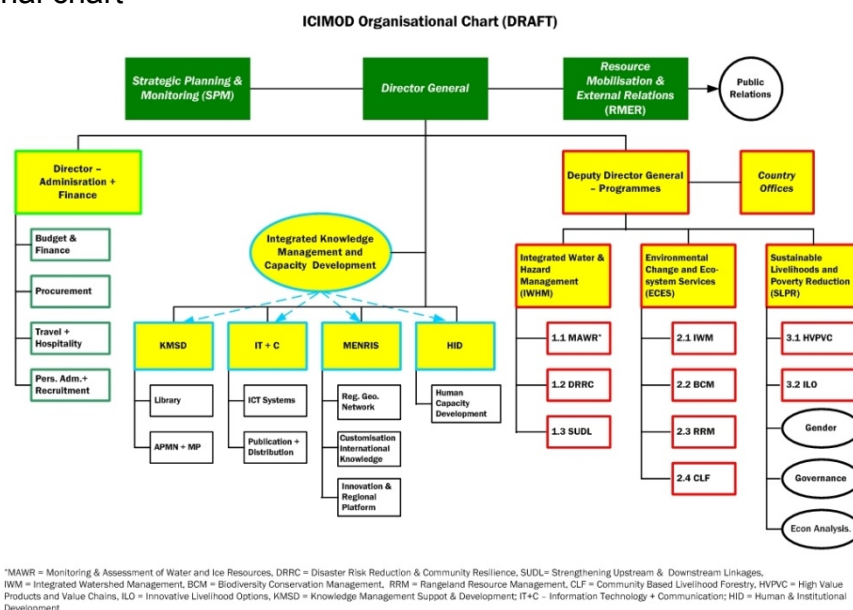 nal chart
ICIMOD Organisational Chart (DRAFT)
Strategic Planning &
Monitoring (SPM)
Director General
Resource
Mobilisation &
External Relations
(RMER)
Public
Relations
Director –
Adminisration +
Finance
Deputy Director General
– Programmes
Country
Offices
Budget &
Finance
Procurement
Travel +
Hospitality
Pers. Adm.+
Recruitment
Integrated Knowledge
Management and
Capacity Development
KMSD
IT + C
MENRIS
HID
Library
APMN + MP
ICT Systems
Publication +
Distribution
Reg. Geo.
Network
Customisation
International
Knowledge
Innovation &
Regional
Platform
Human
Capacity
Development
Integrated Water &
Hazard
Management
(IWHM)
Environmental
Change and Eco-
system Services
(ECES)
Sustainable
Livelihoods and
Poverty Reduction
(SLPR)
1.1 MAWR*
1.2 DRRC
1.3 SUDL
2.1 IWM
2.2 BCM
2.3 RRM
2.4 CLF
3.1 HVPVC
3.2 ILO
Gender
Governance
Econ Analysis.
*MAWR = Monitoring & Assessment of Water and Ice Resources, DRRC = Disaster Risk Reduction & Community Resilience, SUDL= Strengthening Upstream & Downstream Linkages,
IWM = Integrated Watershed Management, BCM = Biodiversity Conservation Management, RRM = Rangeland Resource Management, CLF = Community Based Livelihood Forestry, HVPVC = High Value
Products and Value Chains, ILO = Innovative Livelihood Options, KMSD = Knowledge Management Suppot & Development; IT+C – Information Technology + Communication; HID = Human & Institutional
Development